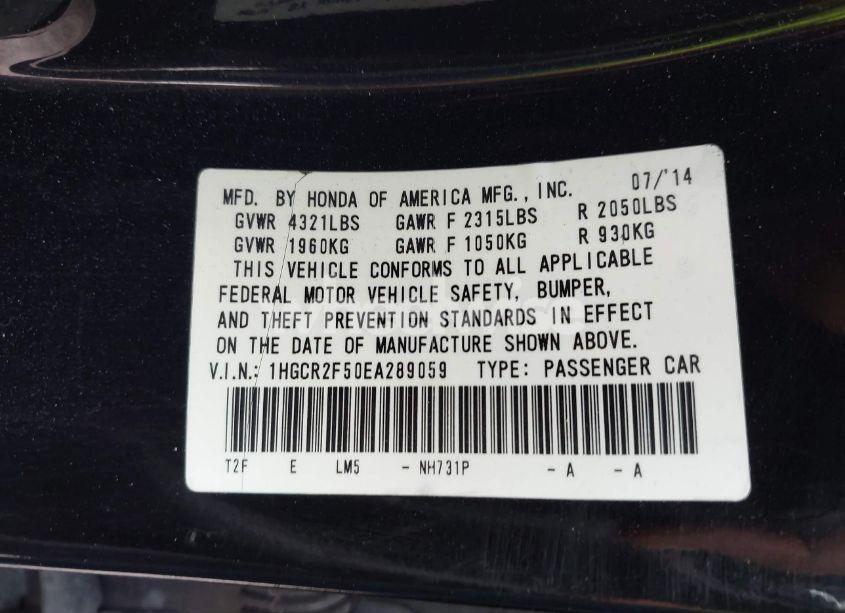 MFD. BY HONDA OF AMERICA MFG., INC. 07/'14
GVWR 4321LBS GAWR F 2315LBS R 2050LBS
GVWR 1960KG GAWR F 1050KG R 930KG
THIS VEHICLE CONFORMS TO ALL APPLICABLE
FEDERAL MOTOR VEHICLE SAFETY, BUMPER,
AND THEFT PREVENTION STANDARDS IN EFFECT
ON THE DATE OF MANUFACTURE SHOWN ABOVE.
V.I.N.: 1HGCR2F50EA289059 TYPE: PASSENGER CAR
T2F E LM5 - NH731P - A - A